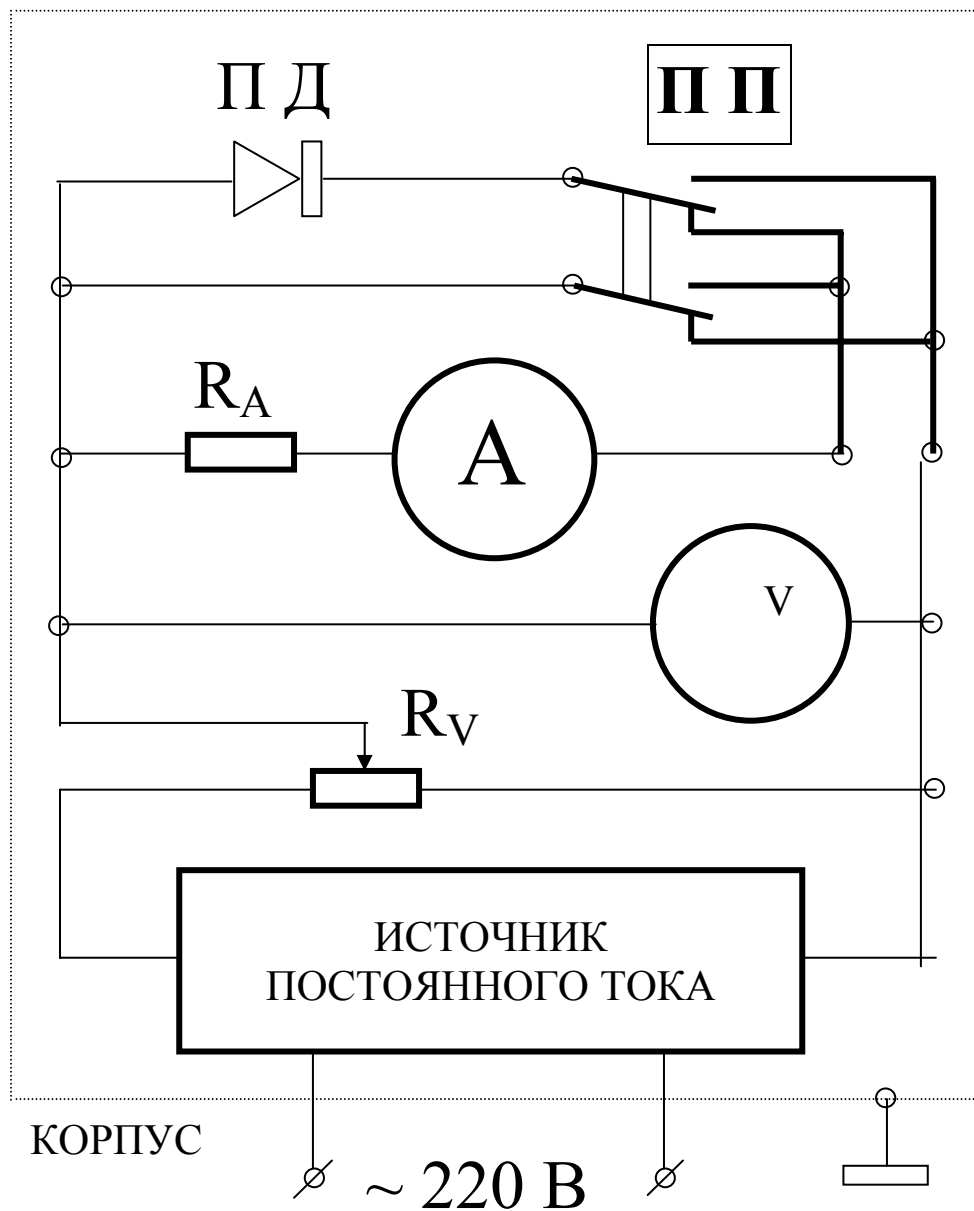 П Д
П П
R_A
A
V
R_V
ИСТОЧНИК
ПОСТОЯННОГО ТОКА
КОРПУС
~ 220 В